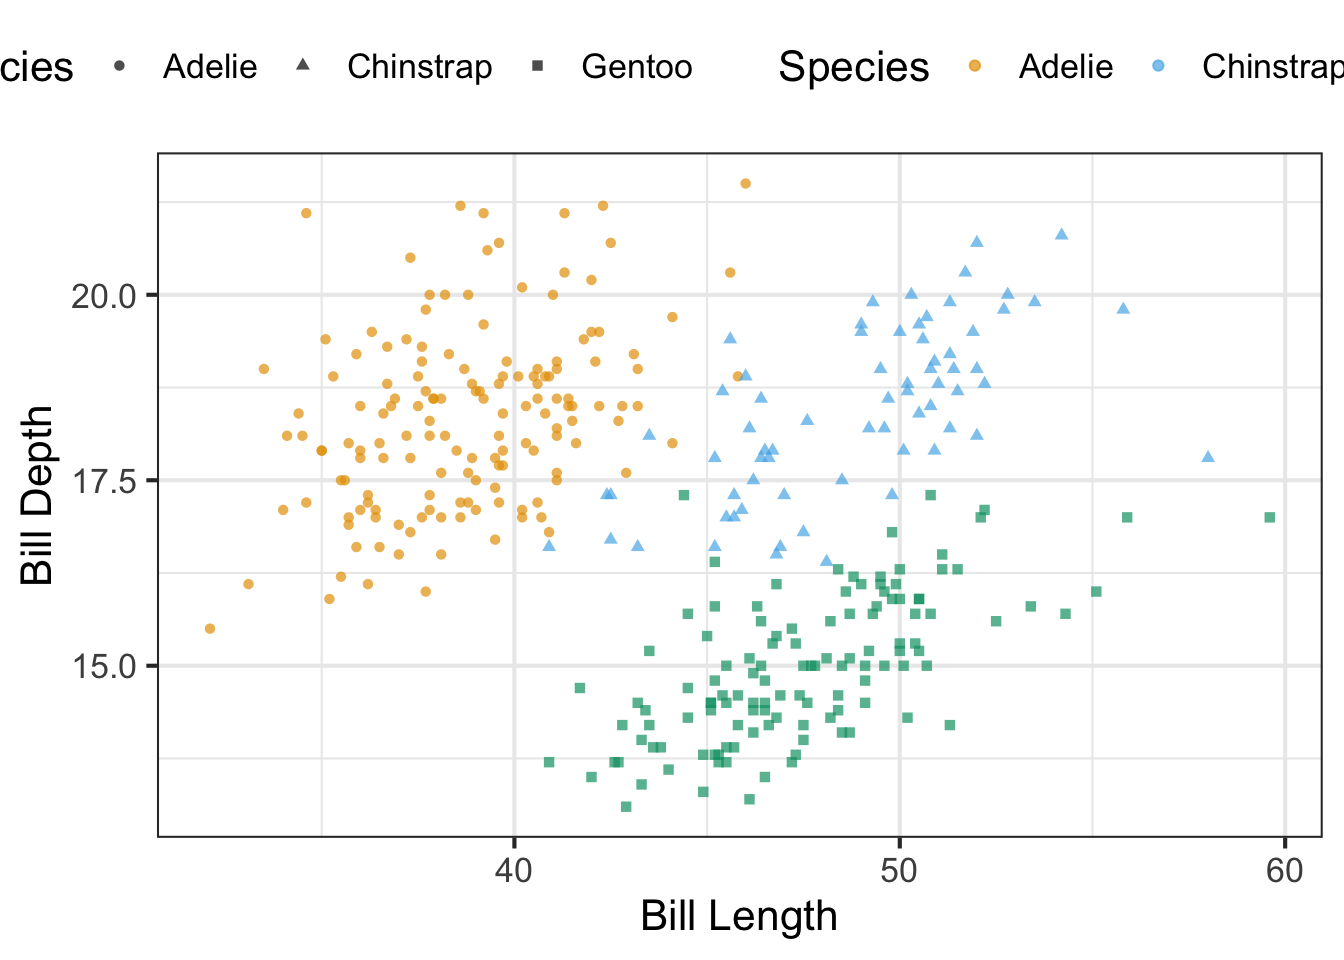 cies Adelie Chinstrap Gentoo Species Adelie Chinstrap
20.0
17.5
15.0
Bill Depth
40 50 60
Bill Length